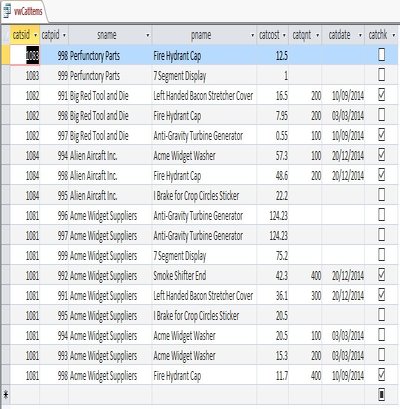 vwCatItems
catsid catpid sname pname catcost catqnt catdate catchk
1083 998 Perfunctory Parts Fire Hydrant Cap 12.5
1083 999 Perfunctory Parts 7 Segment Display 1
1082 991 Big Red Tool and Die Left Handed Bacon Stretcher Cover 16.5 200 10/09/2014
1082 998 Big Red Tool and Die Fire Hydrant Cap 7.95 200 03/03/2014
1082 997 Big Red Tool and Die Anti-Gravity Turbine Generator 0.55 100 10/09/2014
1084 994 Alien Aircaft Inc. Acme Widget Washer 57.3 100 20/12/2014
1084 998 Alien Aircaft Inc. Fire Hydrant Cap 48.6 200 20/12/2014
1084 995 Alien Aircaft Inc. I Brake for Crop Circles Sticker 22.2
1081 996 Acme Widget Suppliers Anti-Gravity Turbine Generator 124.23
1081 997 Acme Widget Suppliers Anti-Gravity Turbine Generator 124.23
1081 999 Acme Widget Suppliers 7 Segment Display 75.2
1081 992 Acme Widget Suppliers Smoke Shifter End 42.3 400 20/12/2014
1081 991 Acme Widget Suppliers Left Handed Bacon Stretcher Cover 36.1 300 20/12/2014
1081 995 Acme Widget Suppliers I Brake for Crop Circles Sticker 20.5
1081 994 Acme Widget Suppliers Acme Widget Washer 20.5 100 03/03/2014
1081 993 Acme Widget Suppliers Acme Widget Washer 15.3 200 03/03/2014
1081 998 Acme Widget Suppliers Fire Hydrant Cap 11.7 400 10/09/2014